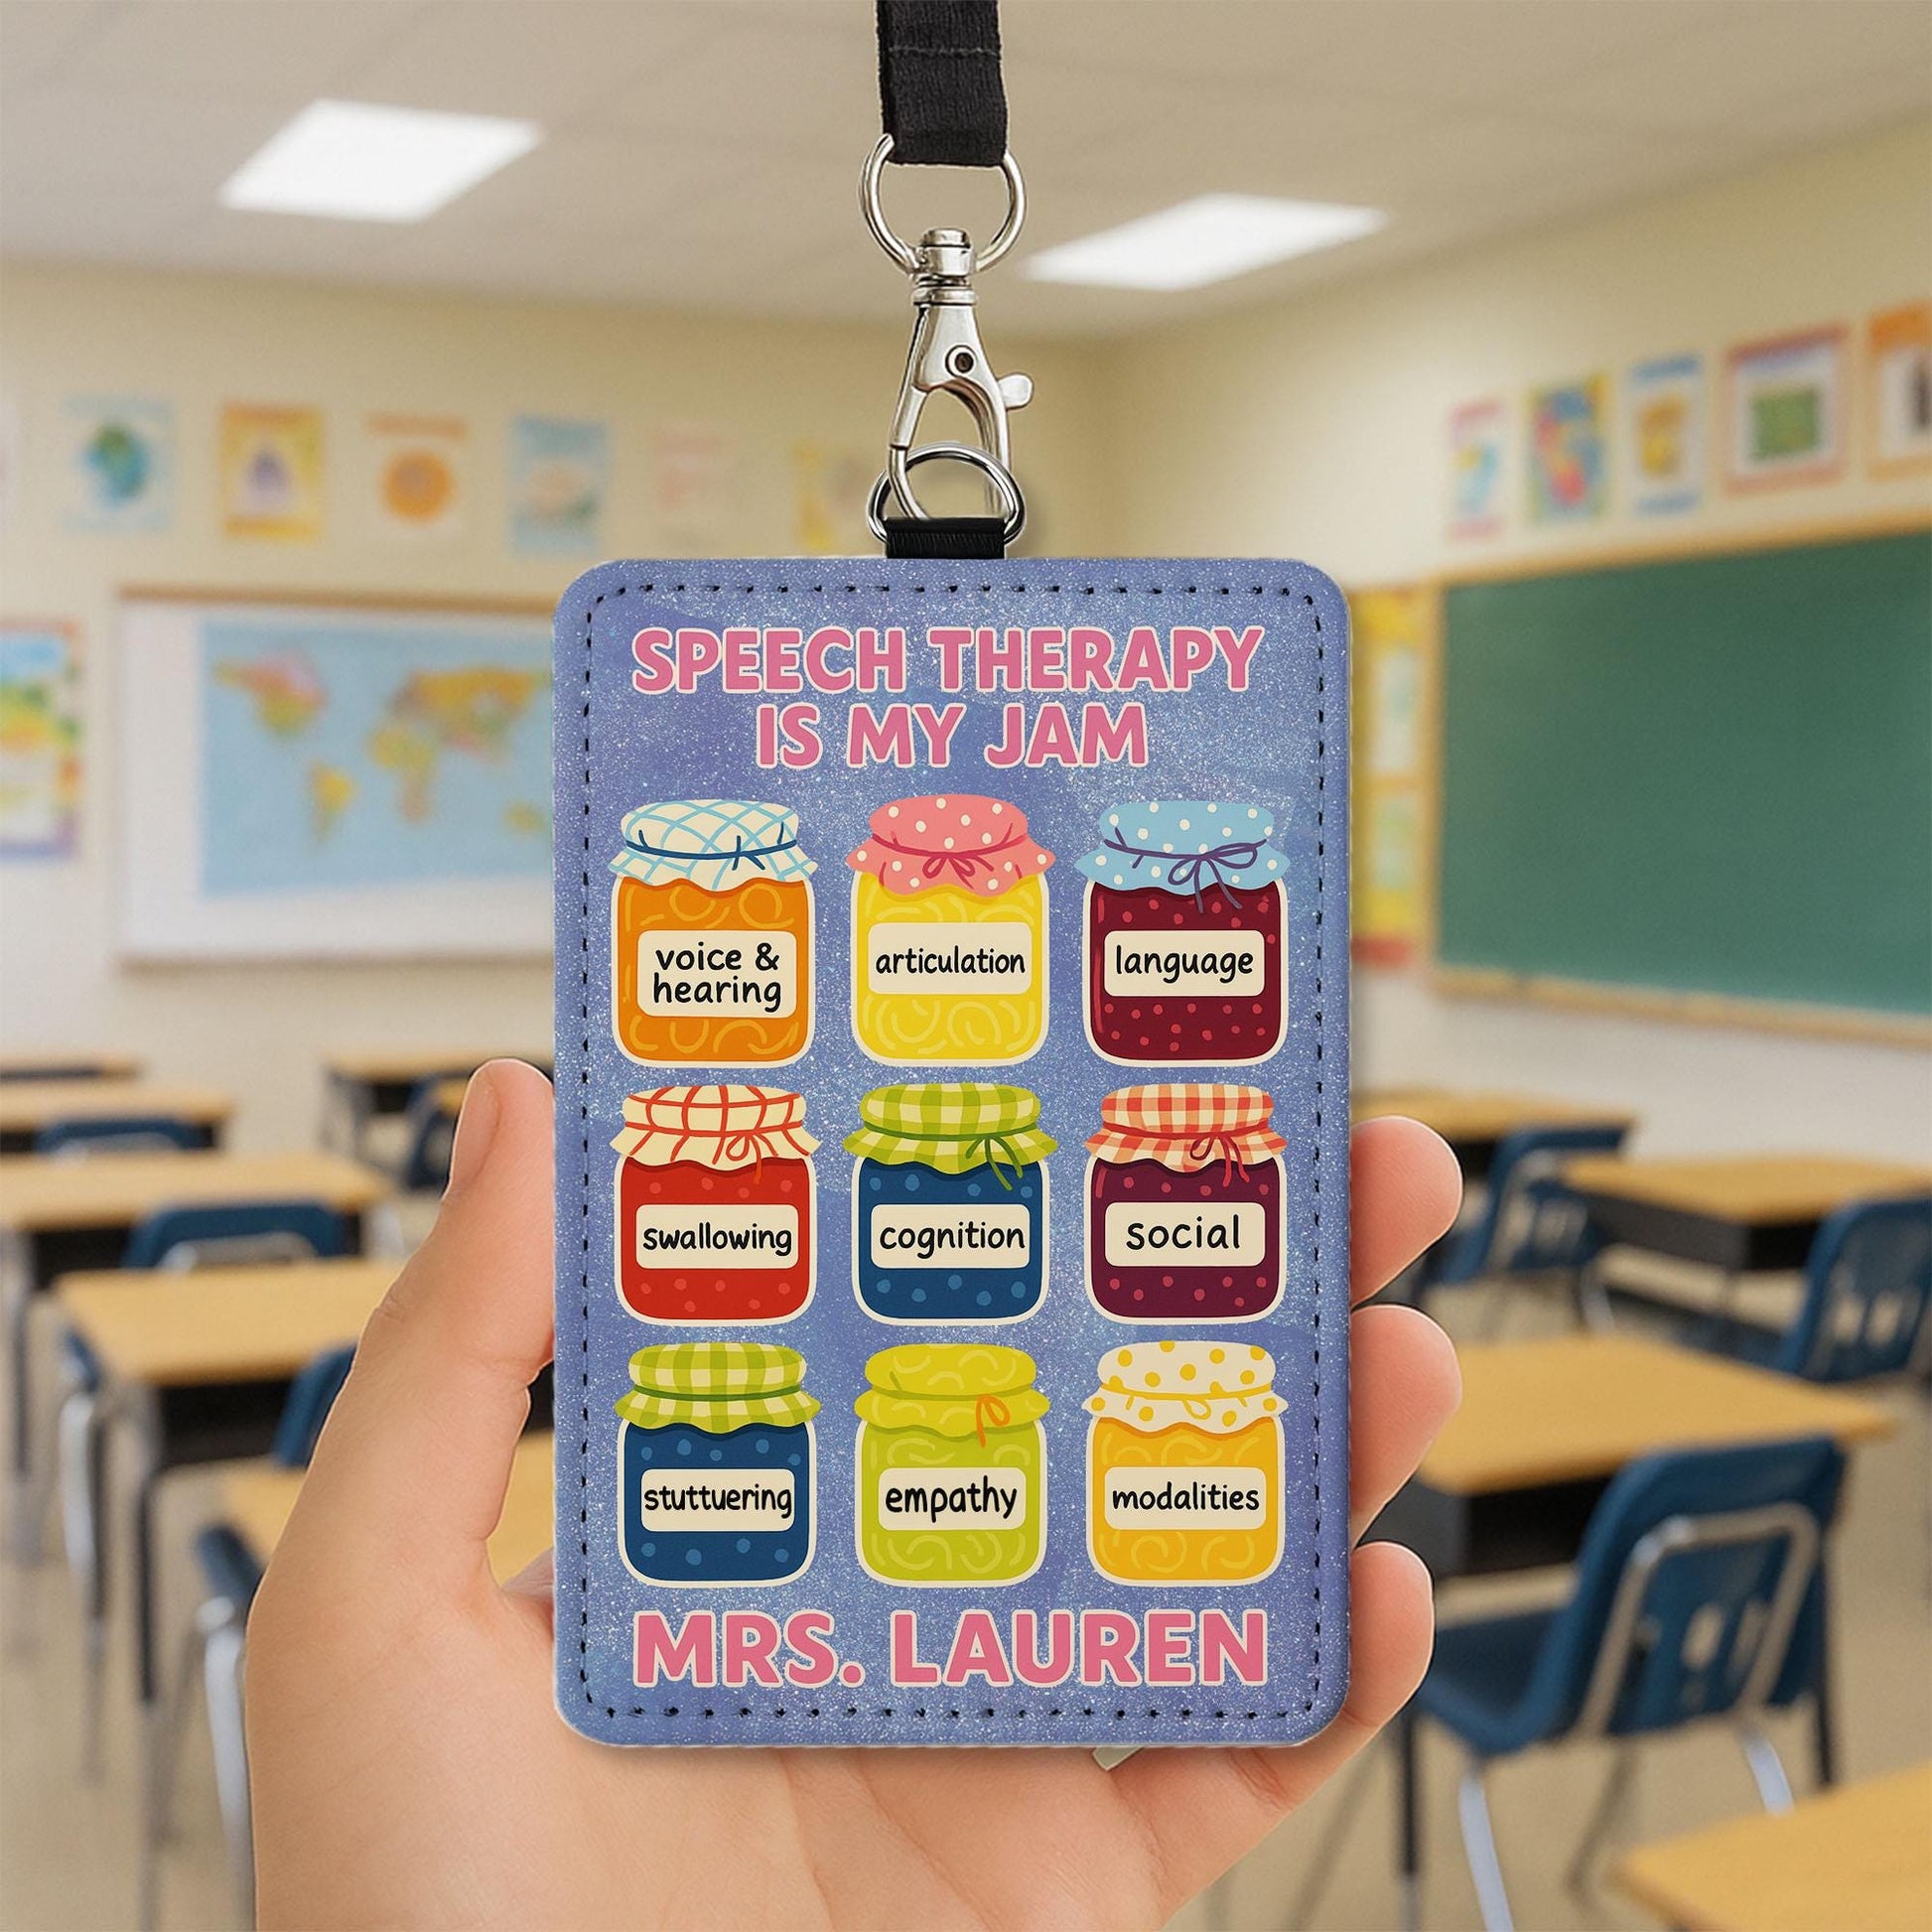 SPEECH THERAPY
IS MY JAM
voice &
hearing
articulation
language
swallowing
cognition
social
stuttuering
empathy
modalities
MRS. LAUREN